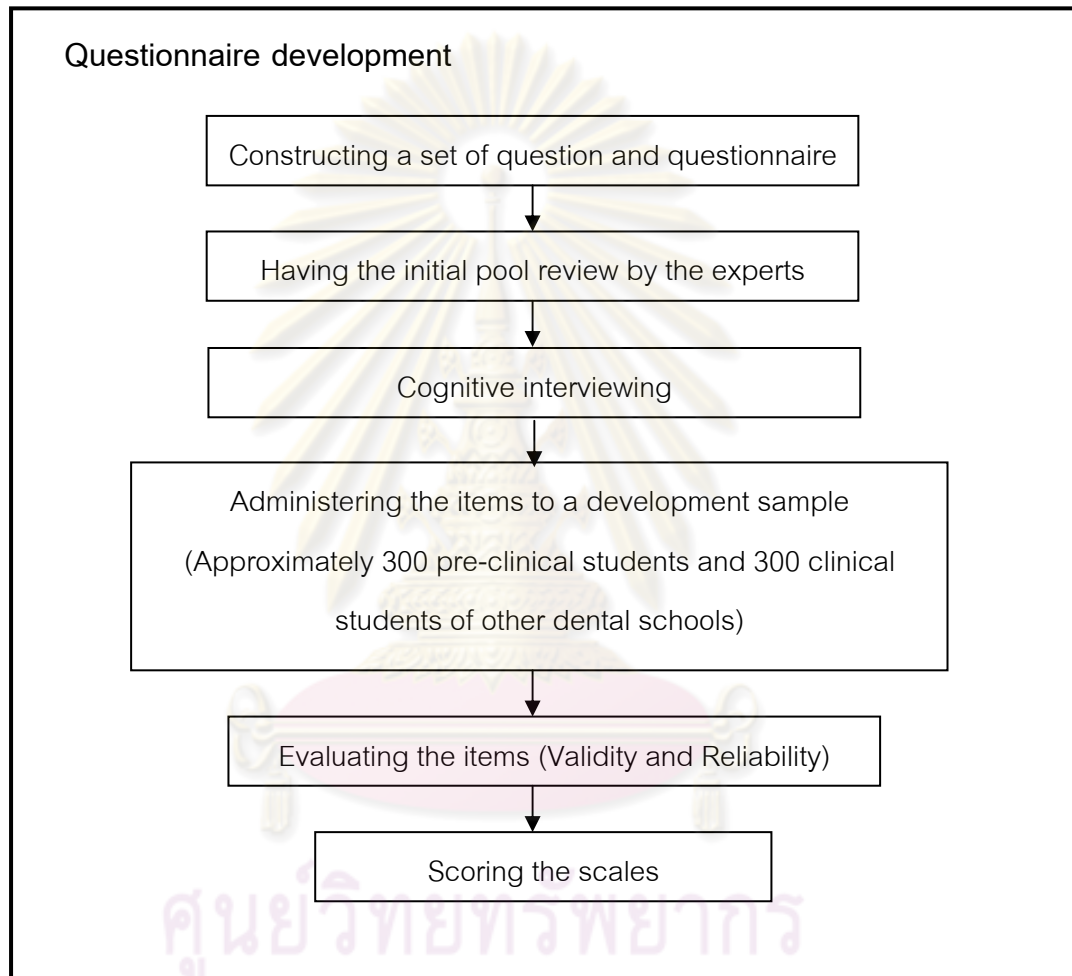 Questionnaire development
Constructing a set of question and questionnaire
Having the initial pool review by the experts
Cognitive interviewing
Administering the items to a development sample
(Approximately 300 pre-clinical students and 300 clinical
students of other dental schools)
Evaluating the items (Validity and Reliability)
Scoring the scales
ศูนย์วิทยทรัพยากร